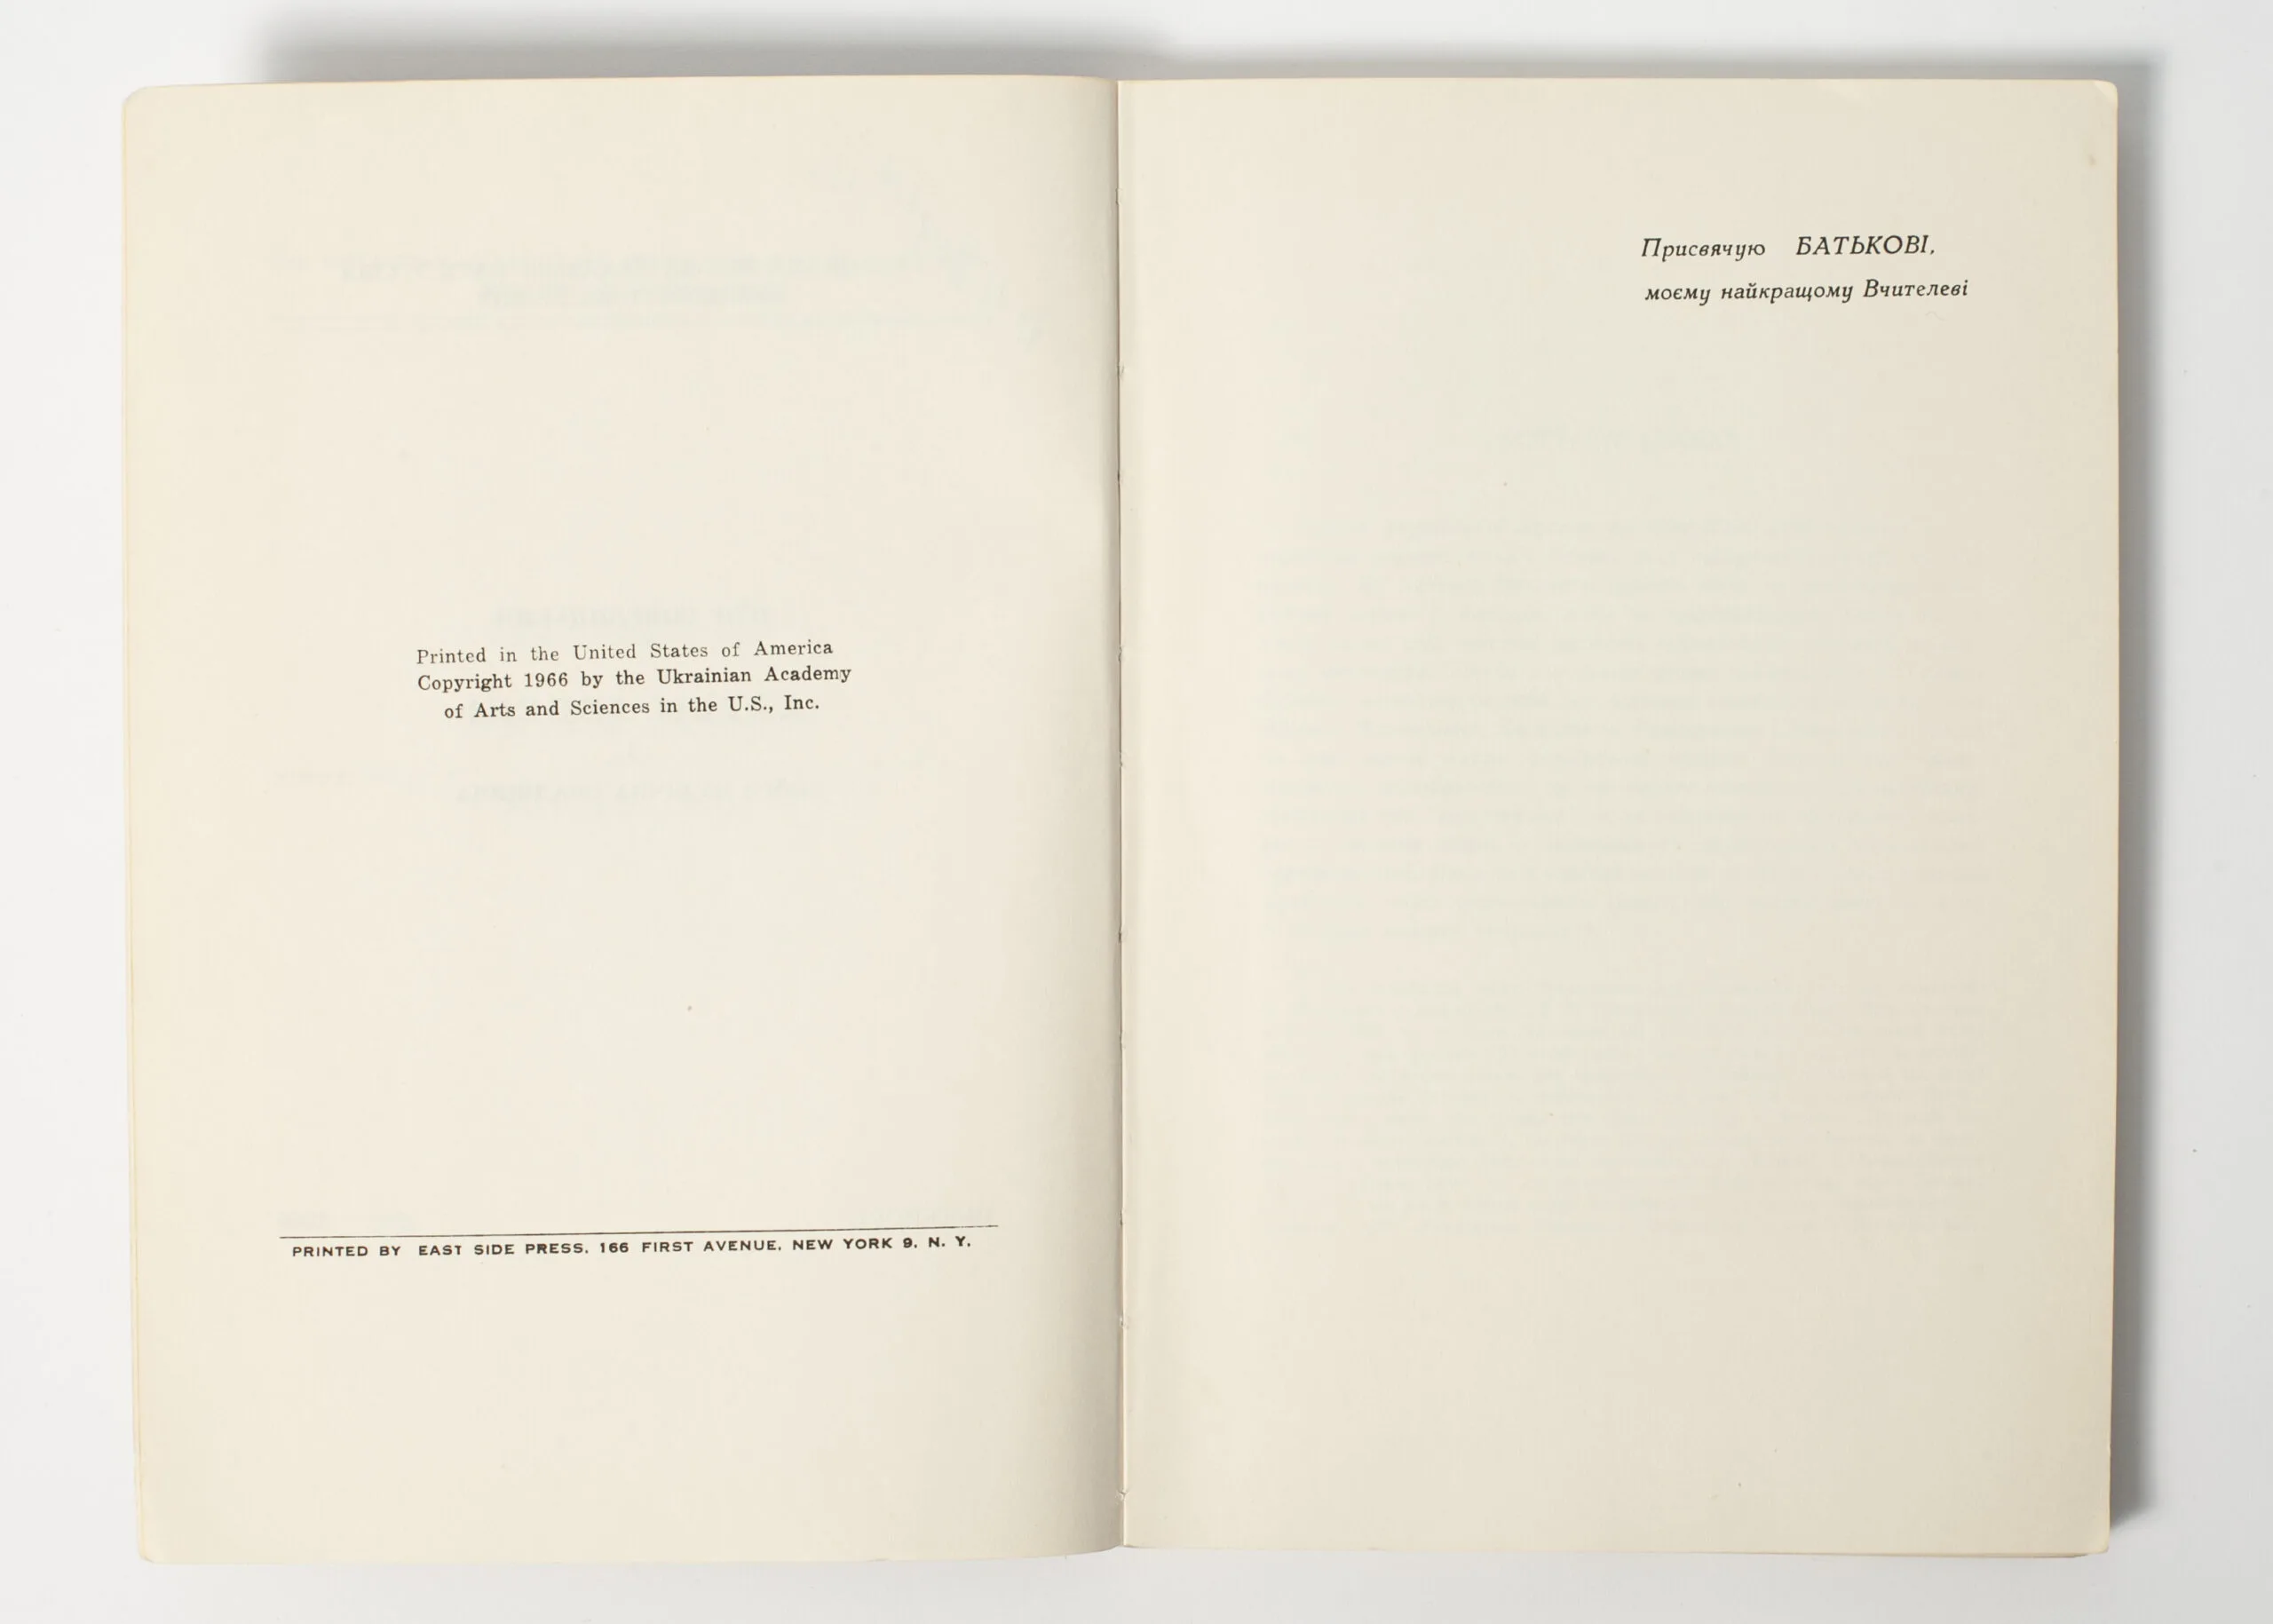 Printed in the United States of America
Copyright 1966 by the Ukrainian Academy
of Arts and Sciences in the U.S., Inc.
PRINTED BY EAST SIDE PRESS. 166 FIRST AVENUE. NEW YORK 9. N. Y.
Присвячую БАТЬКОВІ,
моєму найкращому Вчителеві